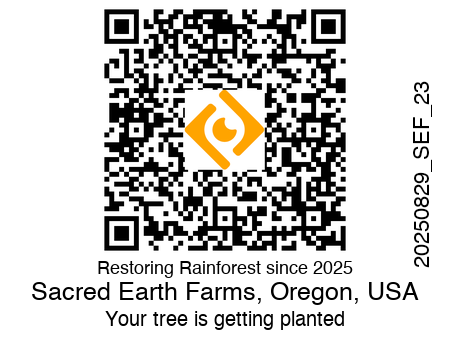 Restoring Rainforest since 2025
Sacred Earth Farms, Oregon, USA
Your tree is getting planted
20250829_SEF_23